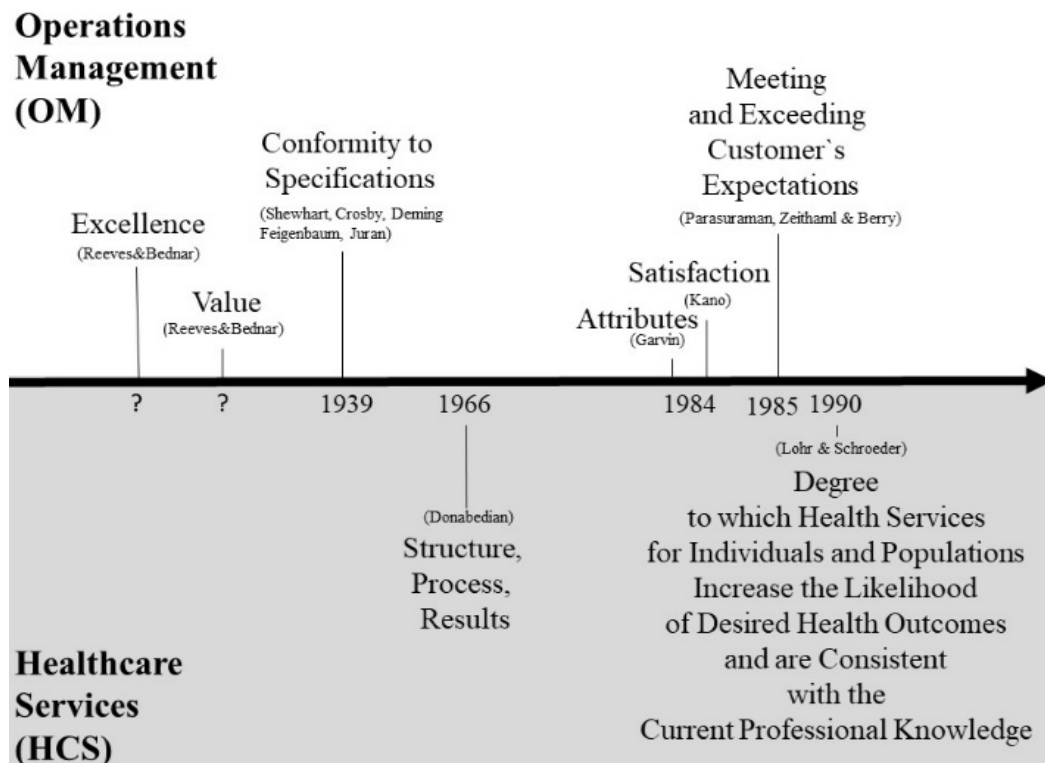 Operations
Management
(OM)
Excellence
(Reeves&Bednar)
Value
(Reeves&Bednar)
Conformity to
Specifications
(Shewhart, Crosby, Deming
Feigenbaum, Juran)
Attributes
(Garvin)
Satisfaction
(Kano)
Meeting
and Exceeding
Customer`s
Expectations
(Parasuraman, Zeithaml & Berry)
? ? 1939 1966 1984 1985 1990
(Donabedian)
Structure,
Process,
Results
(Lohr & Schroeder)
Degree
to which Health Services
for Individuals and Populations
Increase the Likelihood
of Desired Health Outcomes
and are Consistent
with the
Current Professional Knowledge
Healthcare
Services
(HCS)